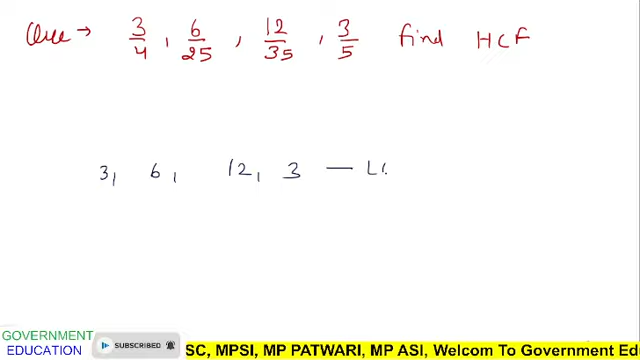 Que → 3/4 , 6/25 , 12/35 , 3/5 find HCF
3, 6, 12, 3 — LC
GOVERNMENT
EDUCATION
SUBSCRIBED
SC, MPSI, MP PATWARI, MP ASI, Welcom To Government Ed